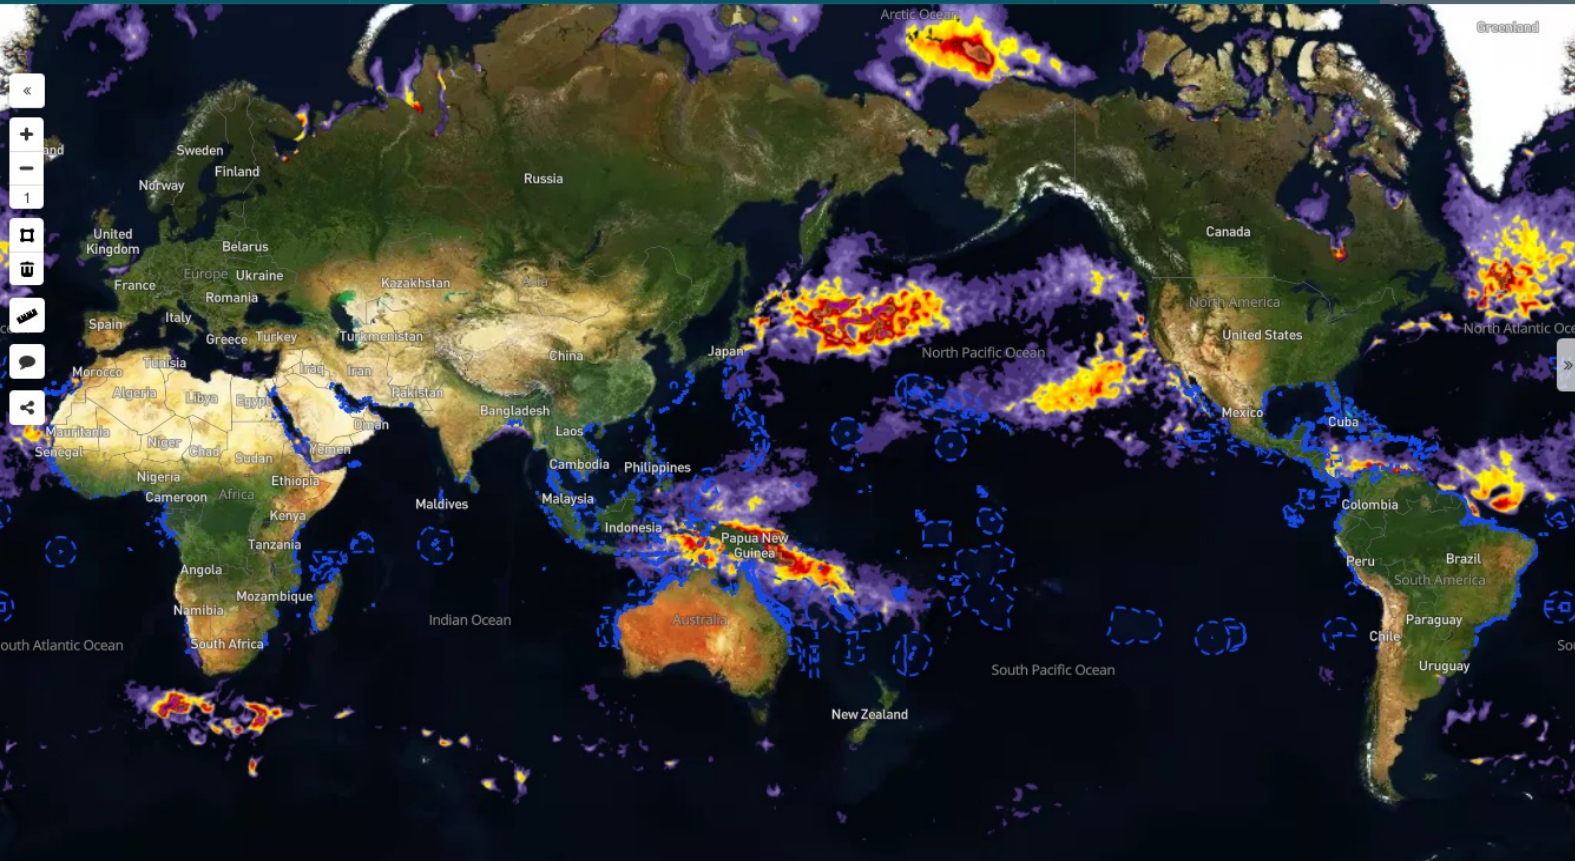 Arctic Ocean
Greenland
and
Sweden
Finland
Norway
Russia
1
United
Kingdom
Belarus
Canada
Europe
Ukraine
France
Kazakhstan
Asia
Romania
North America
Italy
Spain
Greece
Turkey
Turkmenistan
United States
North Atlantic Oce
China
Japan
North Pacific Ocean
Tunisia
Morocco
Iraq
Iran
Algeria
Libya
Egypt
Pakistan
Bangladesh
Mexico
Cuba
Mauritania
Oman
Laos
Niger
Chad
Senegal
Sudan
Yemen
Cambodia
Philippines
Nigeria
Ethiopia
Cameroon
Africa
Maldives
Malaysia
Colombia
Kenya
Indonesia
Papua New
Guinea
Tanzania
Peru
Brazil
Angola
South America
Mozambique
Namibia
Indian Ocean
Australia
Paraguay
outh Atlantic Ocean
South Africa
Chile
Sou
South Pacific Ocean
Uruguay
New Zealand